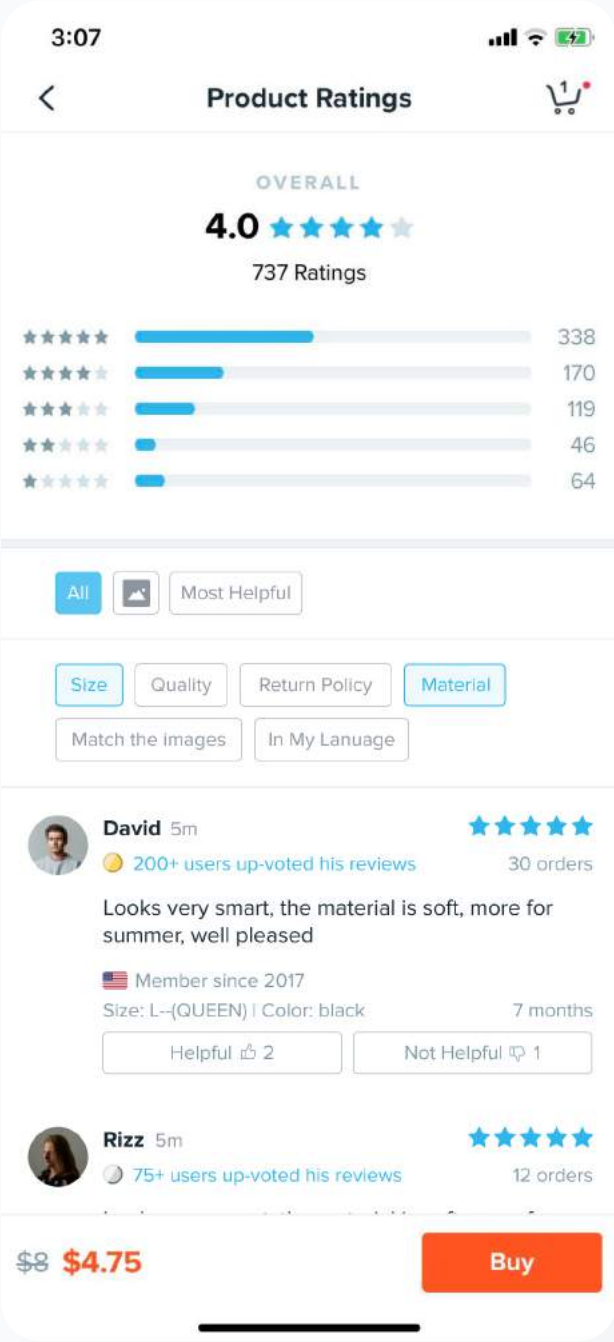 3:07
Product Ratings
1
OVERALL
4.0
737 Ratings
338
170
119
46
64
All
Most Helpful
Size Quality Return Policy Material
Match the images In My Lanuage
David 5m
200+ users up-voted his reviews 30 orders
Looks very smart, the material is soft, more for
summer, well pleased
Member since 2017
Size: L--(QUEEN) | Color: black 7 months
Helpful 2 Not Helpful 1
Rizz 5m
75+ users up-voted his reviews 12 orders
$8 $4.75 Buy